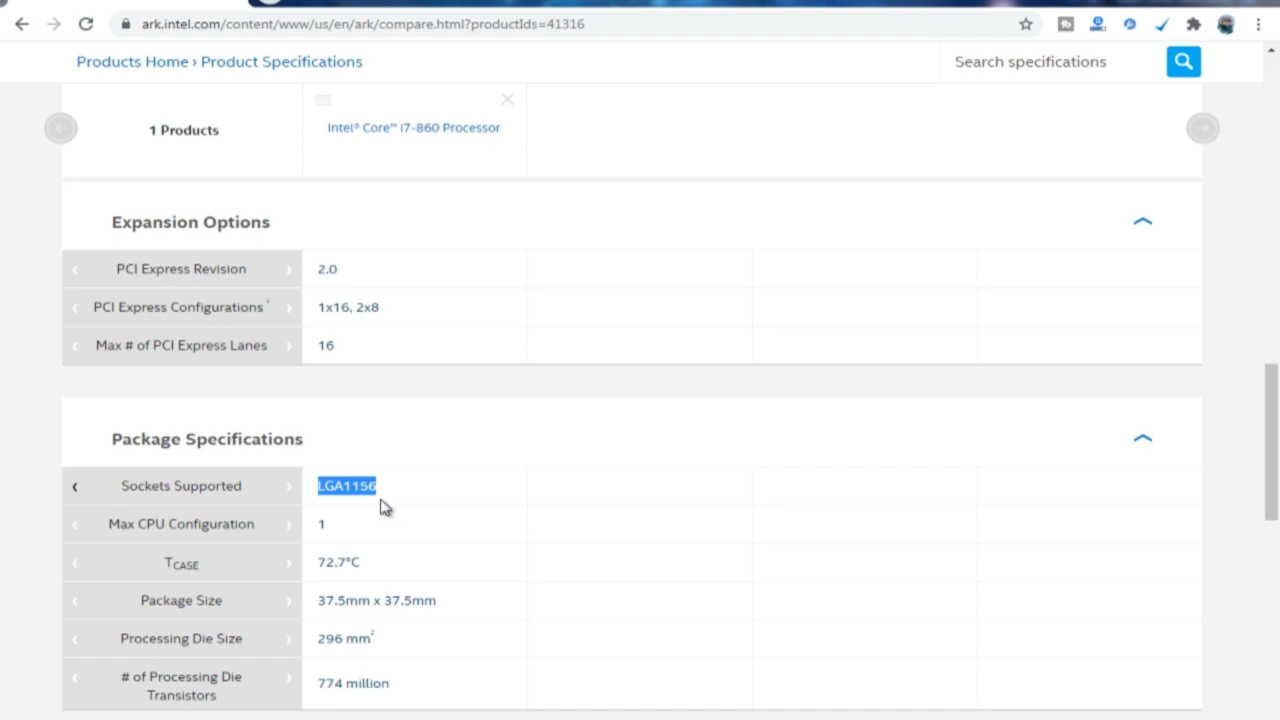 ark.intel.com/content/www/us/en/ark/compare.html?productIds=41316
Products Home › Product Specifications
Search specifications
1 Products
Intel® Core™ i7-860 Processor
Expansion Options
PCI Express Revision 2.0
PCI Express Configurations ‡ 1x16, 2x8
Max # of PCI Express Lanes 16
Package Specifications
Sockets Supported LGA1156
Max CPU Configuration 1
TCASE 72.7°C
Package Size 37.5mm x 37.5mm
Processing Die Size 296 mm²
# of Processing Die
Transistors 774 million